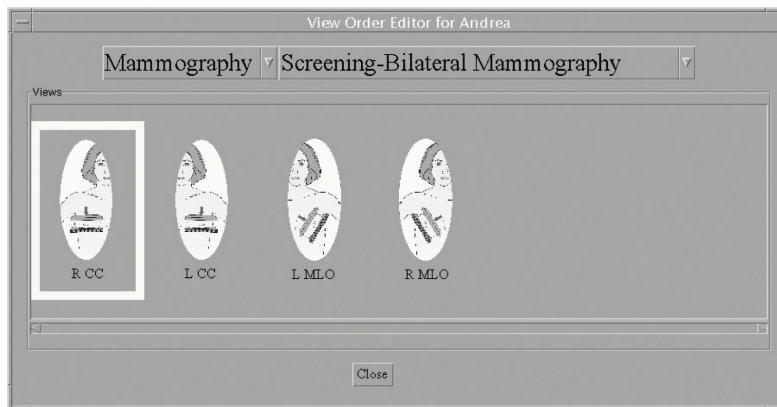 View Order Editor for Andrea
Mammography Screening-Bilateral Mammography
Views
R CC L CC L MLO R MLO
Close